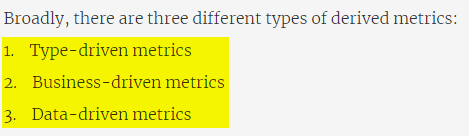 Broadly, there are three different types of derived metrics:
1. Type-driven metrics
2. Business-driven metrics
3. Data-driven metrics